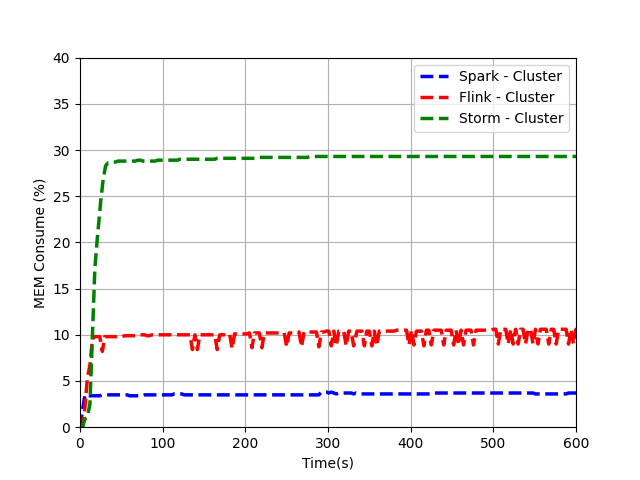 Spark - Cluster
Flink - Cluster
Storm - Cluster
MEM Consume (%)
40
35
30
25
20
15
10
5
0
0 100 200 300 400 500 600
Time(s)